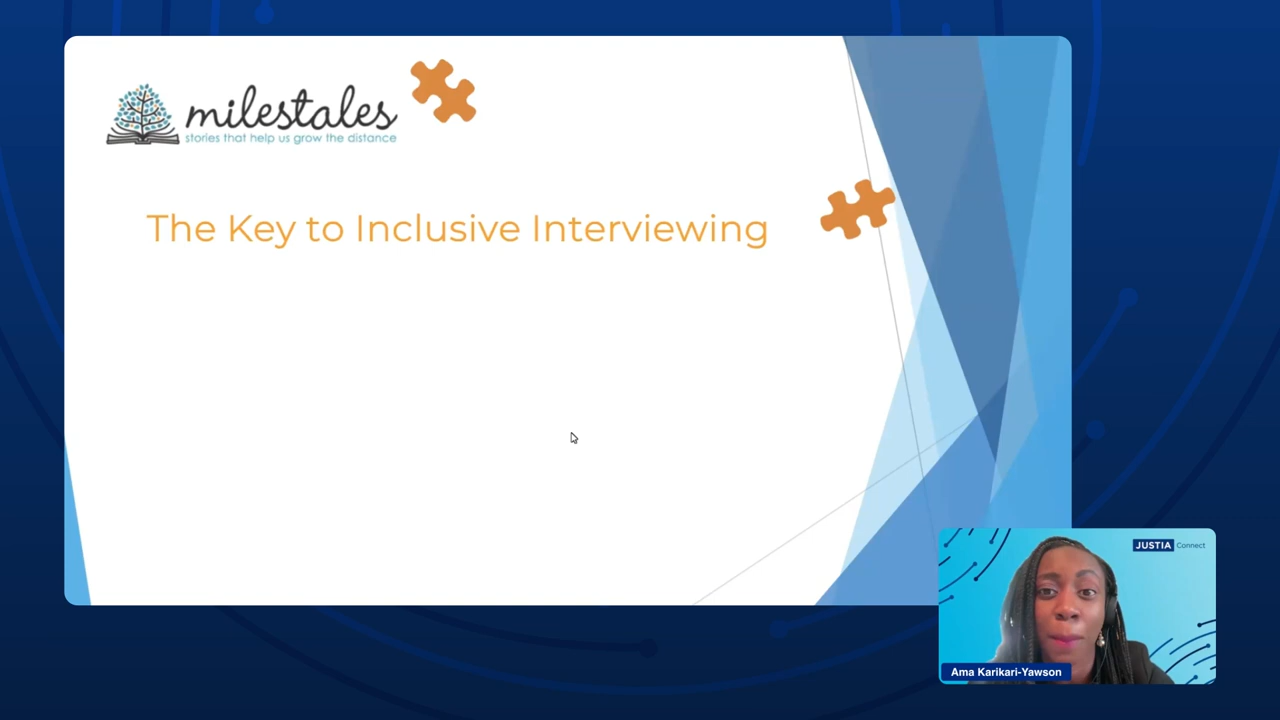 milestales
stories that help us grow the distance
The Key to Inclusive Interviewing
JUSTIA Connect
Ama Karikari-Yawson